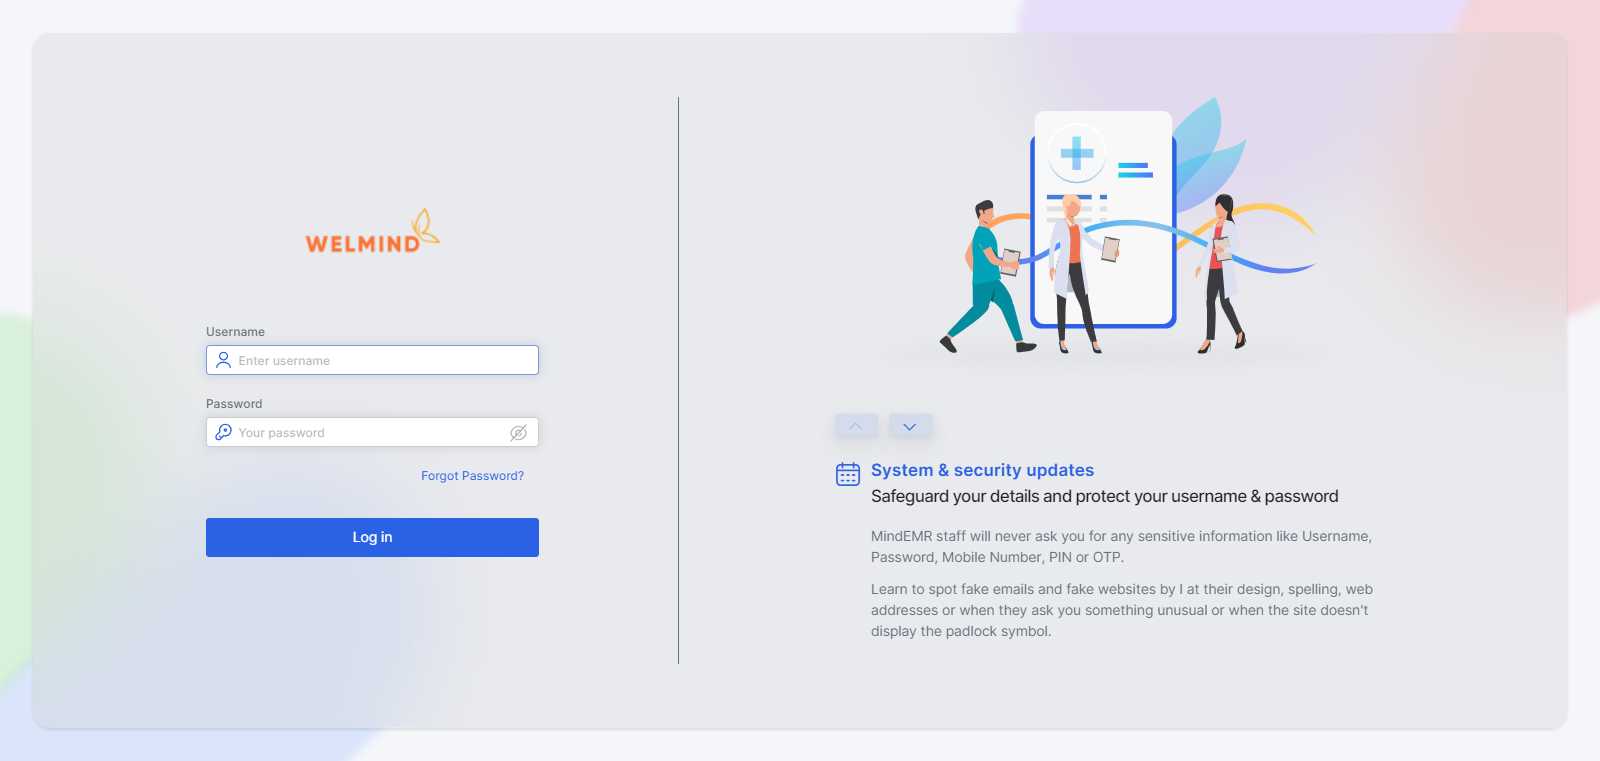 WELMIND
Username
Enter username
Password
Your password
Forgot Password?
Log in
System & security updates
Safeguard your details and protect your username & password
MindEMR staff will never ask you for any sensitive information like Username,
Password, Mobile Number, PIN or OTP.
Learn to spot fake emails and fake websites by l at their design, spelling, web
addresses or when they ask you something unusual or when the site doesn't
display the padlock symbol.